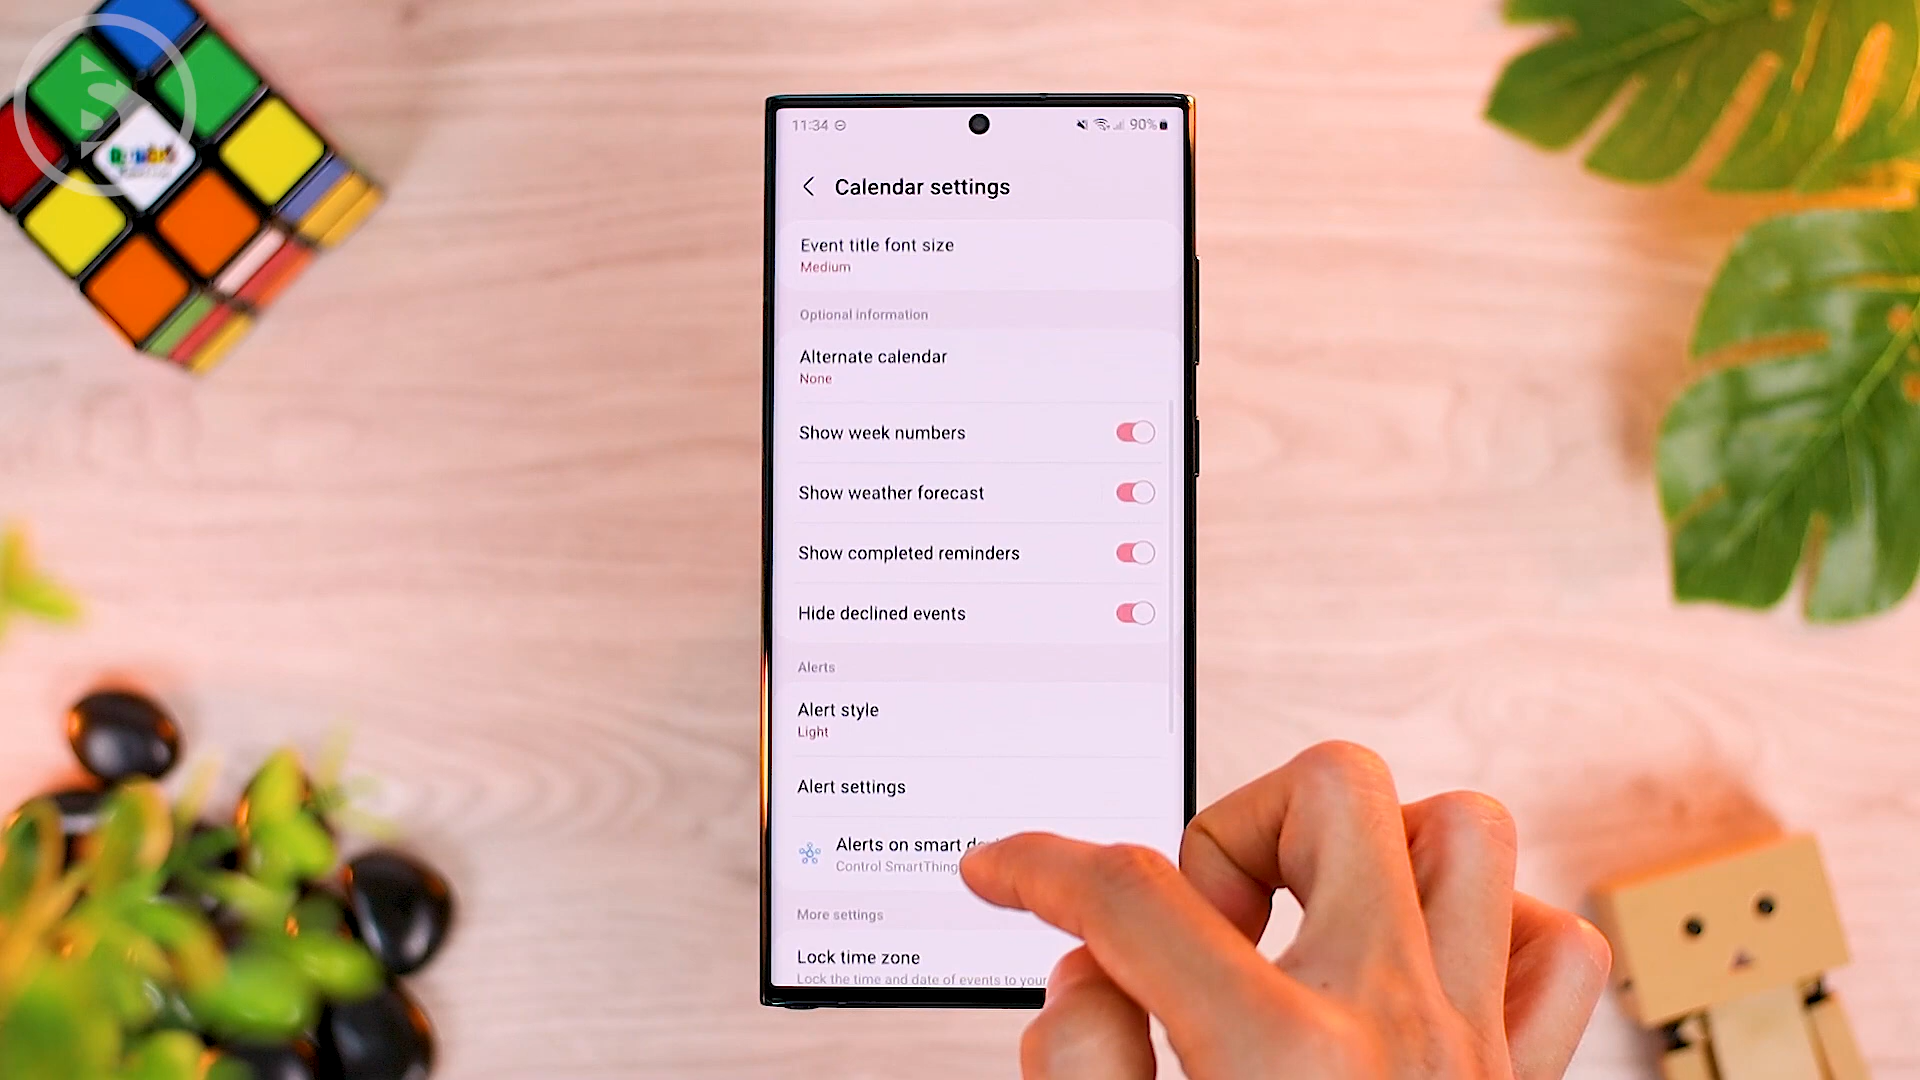 S
11:34
90%
Calendar settings
Event title font size
Medium
Optional information
Alternate calendar
None
Show week numbers
Show weather forecast
Show completed reminders
Hide declined events
Alerts
Alert style
Light
Alert settings
Alerts on smart
Control SmartThing
More settings
Lock time zone
Lock the time and date of events to your